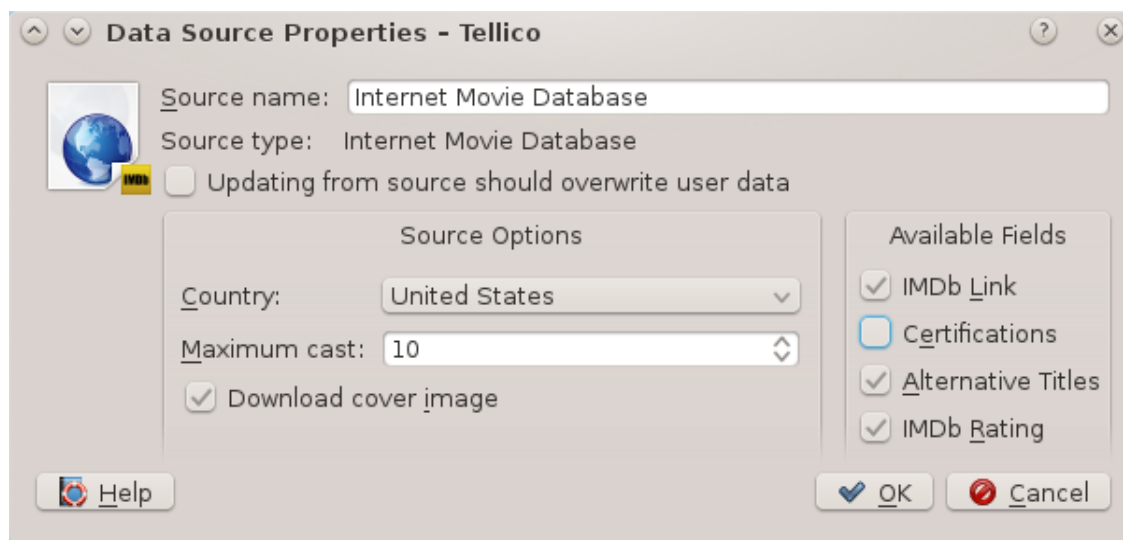 Data Source Properties – Tellico ?
Source name: Internet Movie Database
Source type: Internet Movie Database
IMDb
Updating from source should overwrite user data
Source Options
Country: United States
Maximum cast: 10
Download cover image
Available Fields
IMDb Link
Certifications
Alternative Titles
IMDb Rating
Help OK Cancel